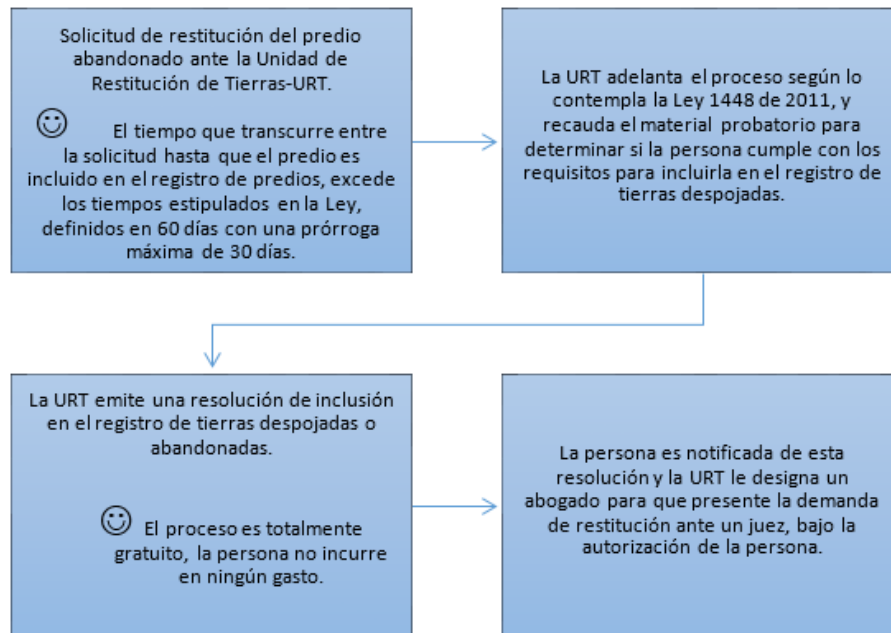 Solicitud de restitución del predio
abandonado ante la Unidad de
Restitución de Tierras-URT.
El tiempo que transcurre entre
la solicitud hasta que el predio es
incluido en el registro de predios, excede
los tiempos estipulados en la Ley,
definidos en 60 días con una prórroga
máxima de 30 días.
La URT adelanta el proceso según lo
contempla la Ley 1448 de 2011, y
recauda el material probatorio para
determinar si la persona cumple con los
requisitos para incluirla en el registro de
tierras despojadas.
La URT emite una resolución de inclusión
en el registro de tierras despojadas o
abandonadas.
El proceso es totalmente
gratuito, la persona no incurre
en ningún gasto.
La persona es notificada de esta
resolución y la URT le designa un
abogado para que presente la demanda
de restitución ante un juez, bajo la
autorización de la persona.